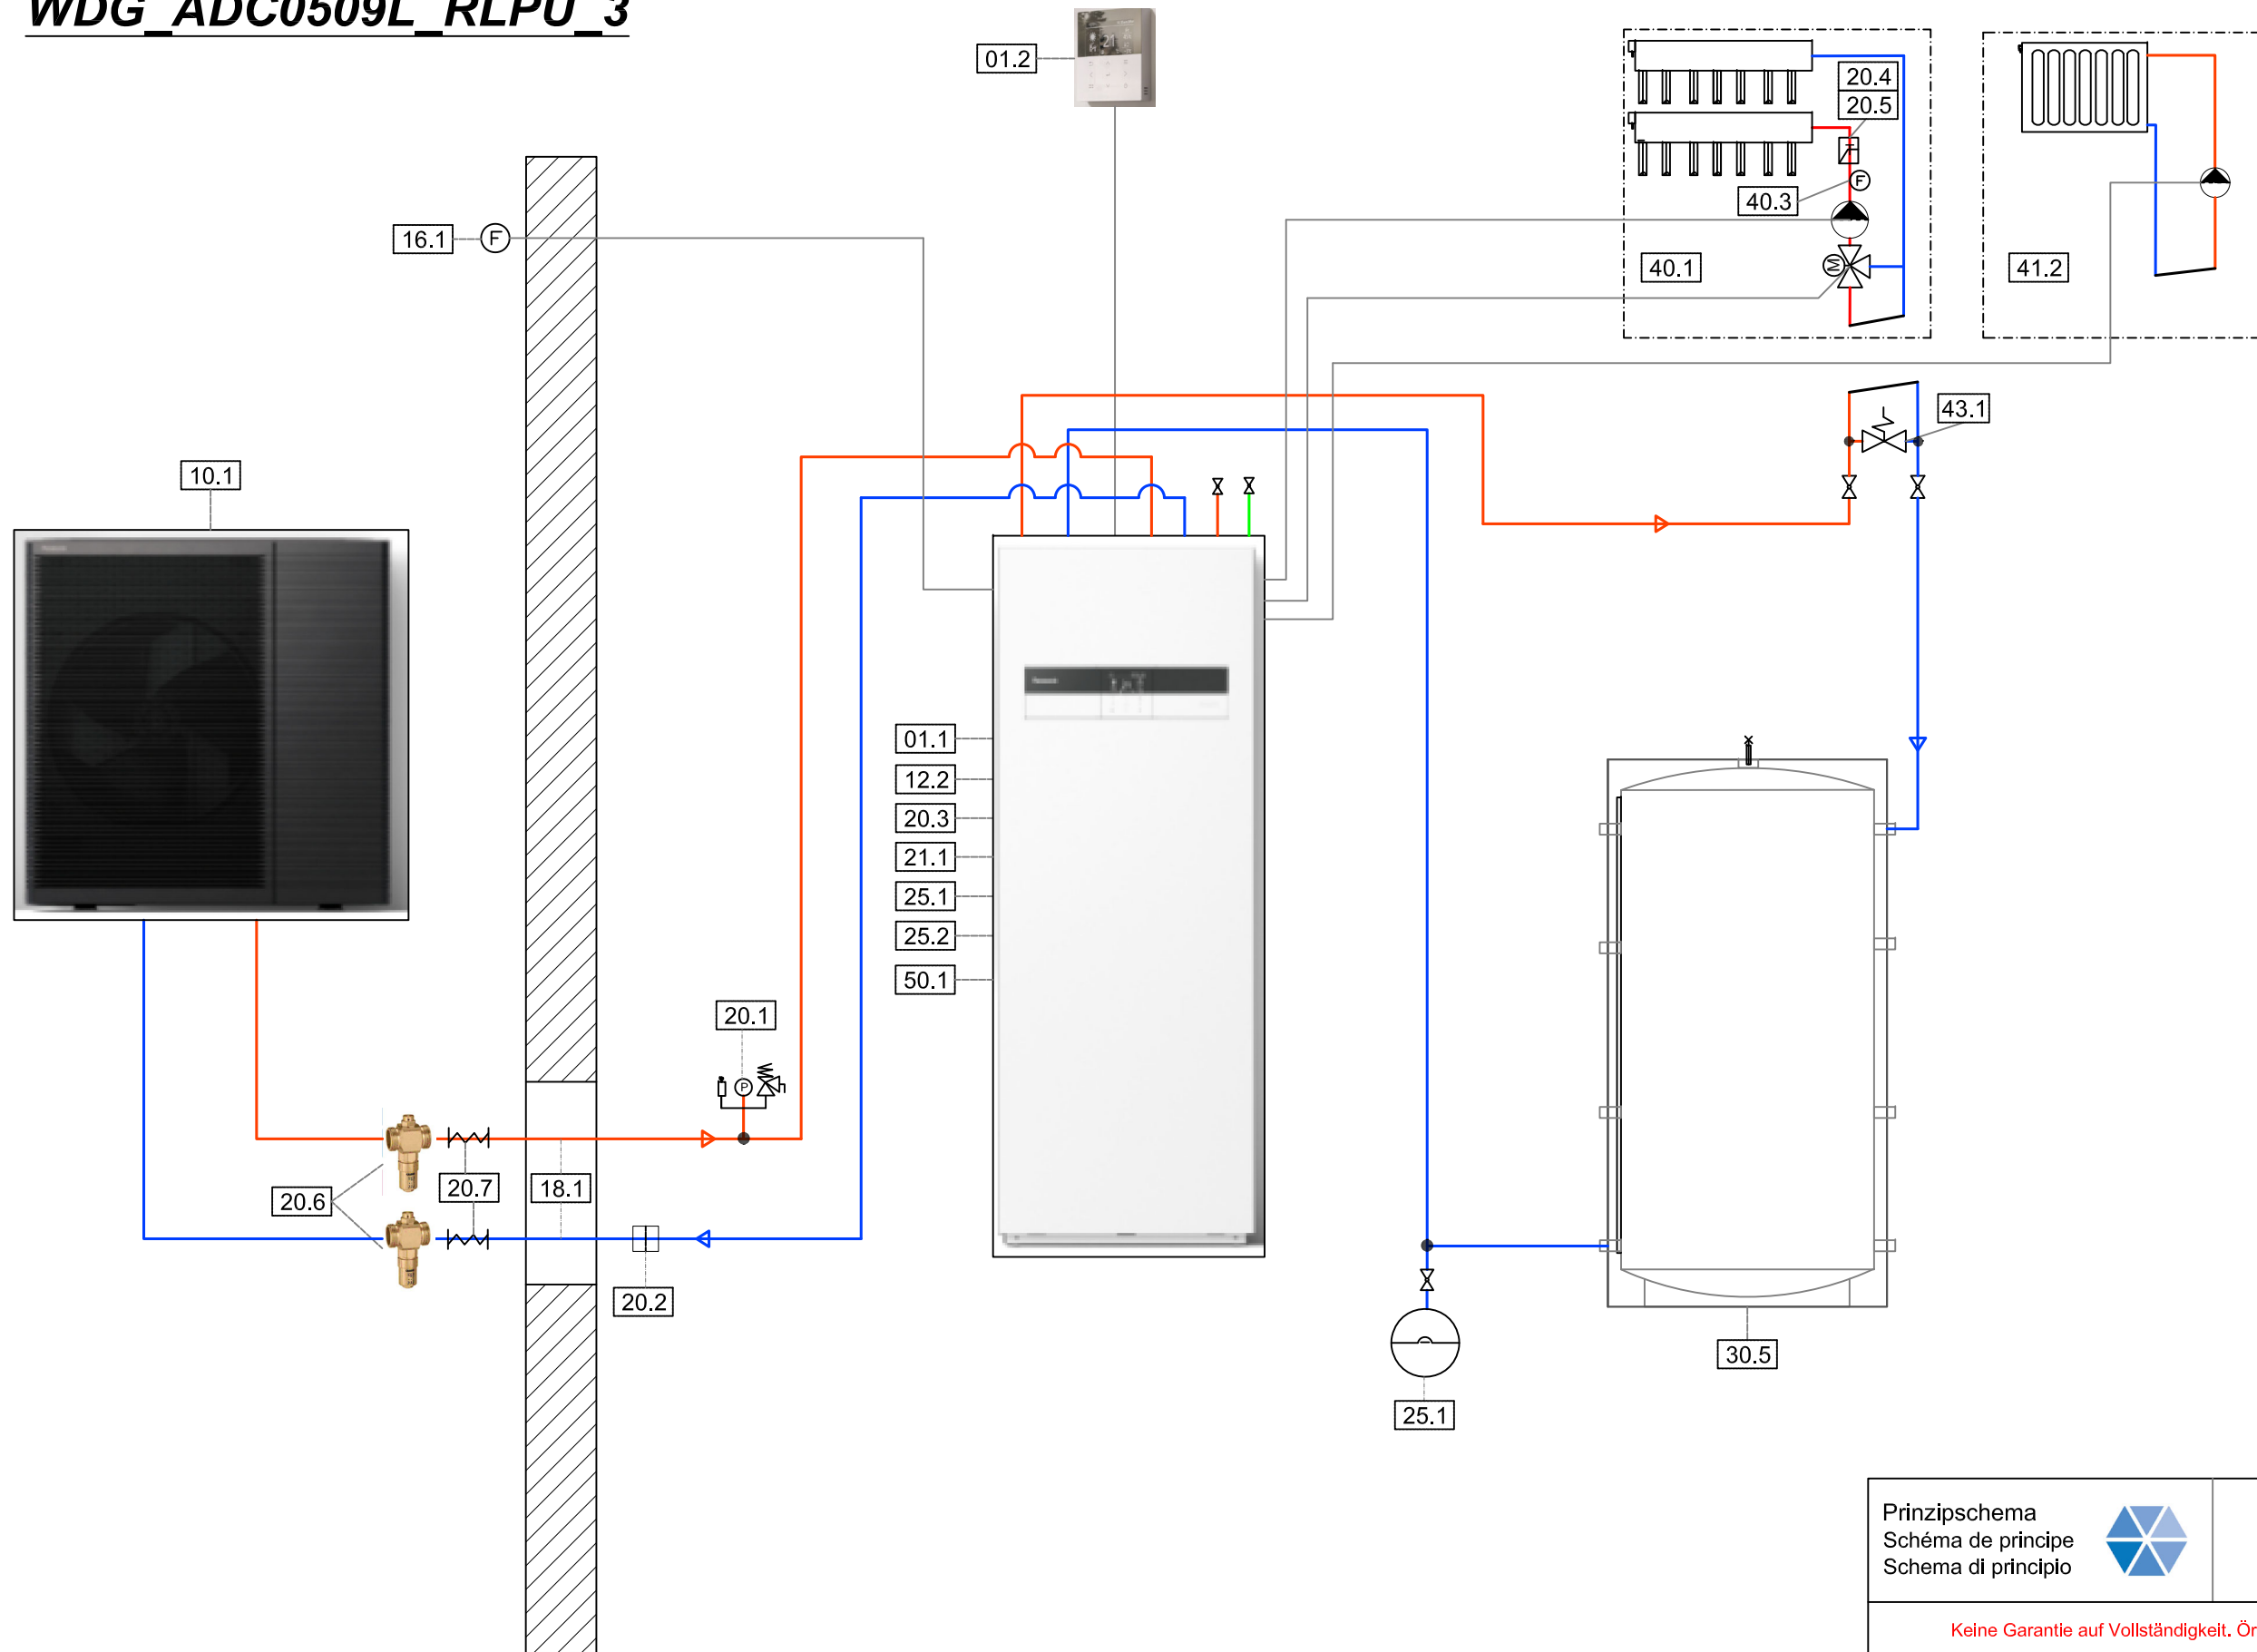 WDG_ADC0509L_RLPU_3
01.2
20.4
20.5
40.3
16.1
F
F
M
40.1
41.2
43.1
10.1
01.1
12.2
20.3
21.1
25.1
25.2
50.1
20.1
P
20.6
20.7
18.1
20.2
30.5
25.1
Prinzipschema
Schéma de principe
Schema di principio
Keine Garantie auf Vollständigkeit. Ör